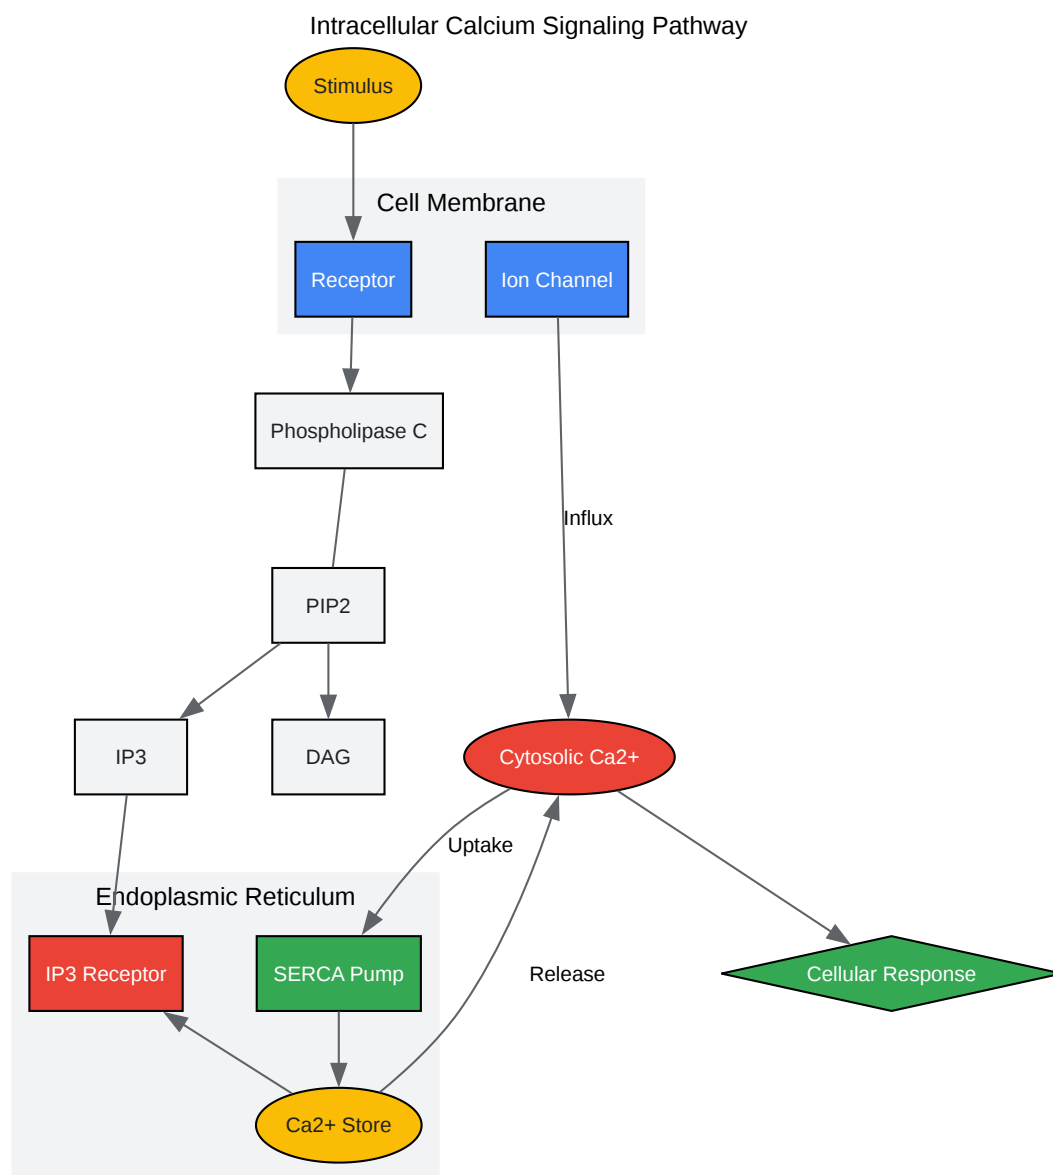 Intracellular Calcium Signaling Pathway
Stimulus
Cell Membrane
Receptor
Ion Channel
Phospholipase C
Influx
PIP2
IP3
DAG
Cytosolic Ca2+
Uptake
Endoplasmic Reticulum
IP3 Receptor
SERCA Pump
Release
Cellular Response
Ca2+ Store